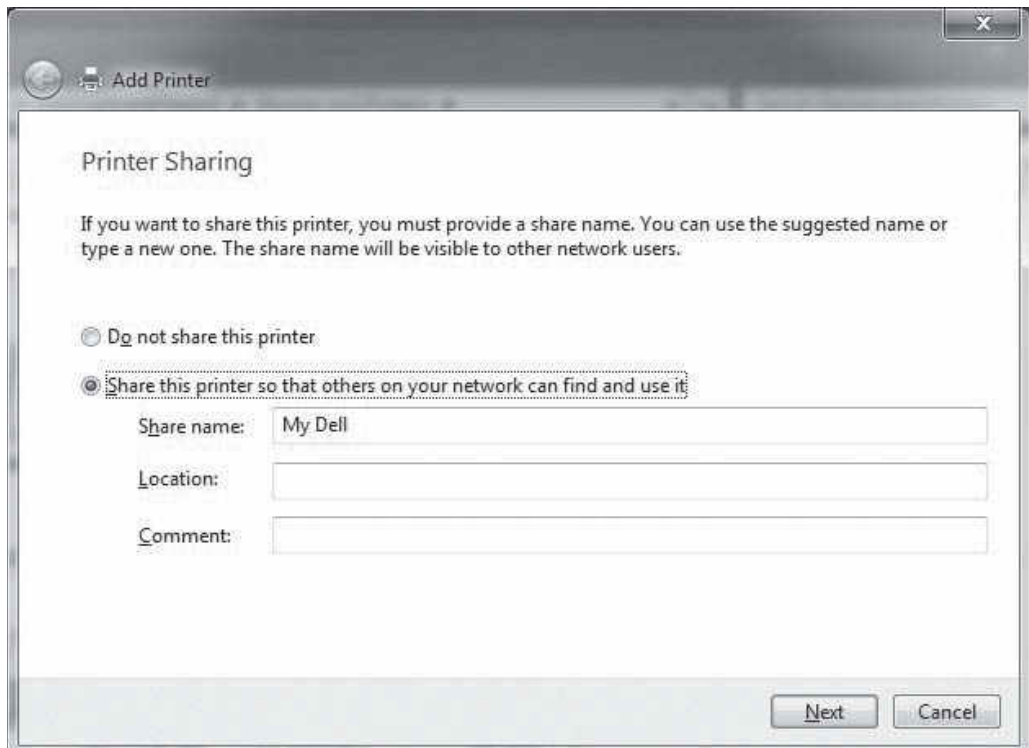 X
Add Printer
Printer Sharing
If you want to share this printer, you must provide a share name. You can use the suggested name or
type a new one. The share name will be visible to other network users.
Do not share this printer
Share this printer so that others on your network can find and use it
Share name: My Dell
Location:
Comment:
Next Cancel